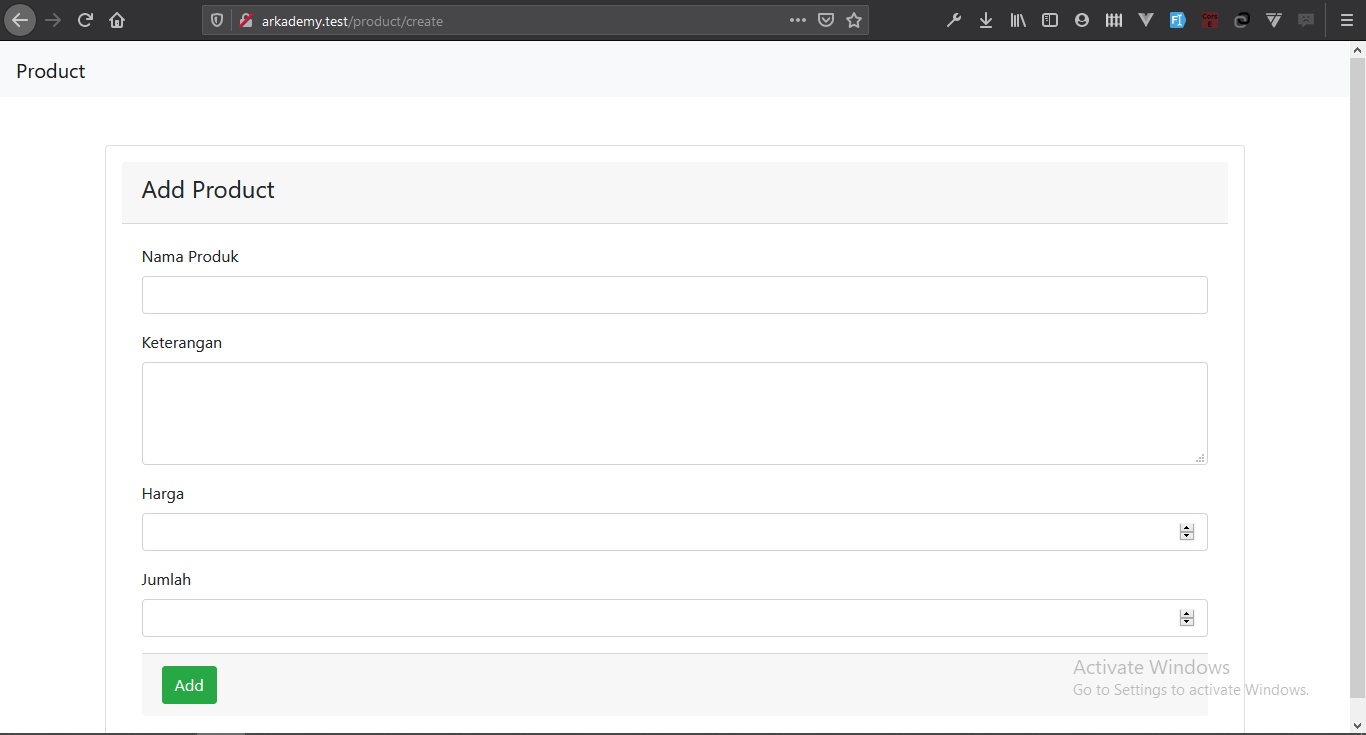 arkademy.test/product/create
Product
Add Product
Nama Produk
Keterangan
Harga
Jumlah
Add
Activate Windows
Go to Settings to activate Windows.